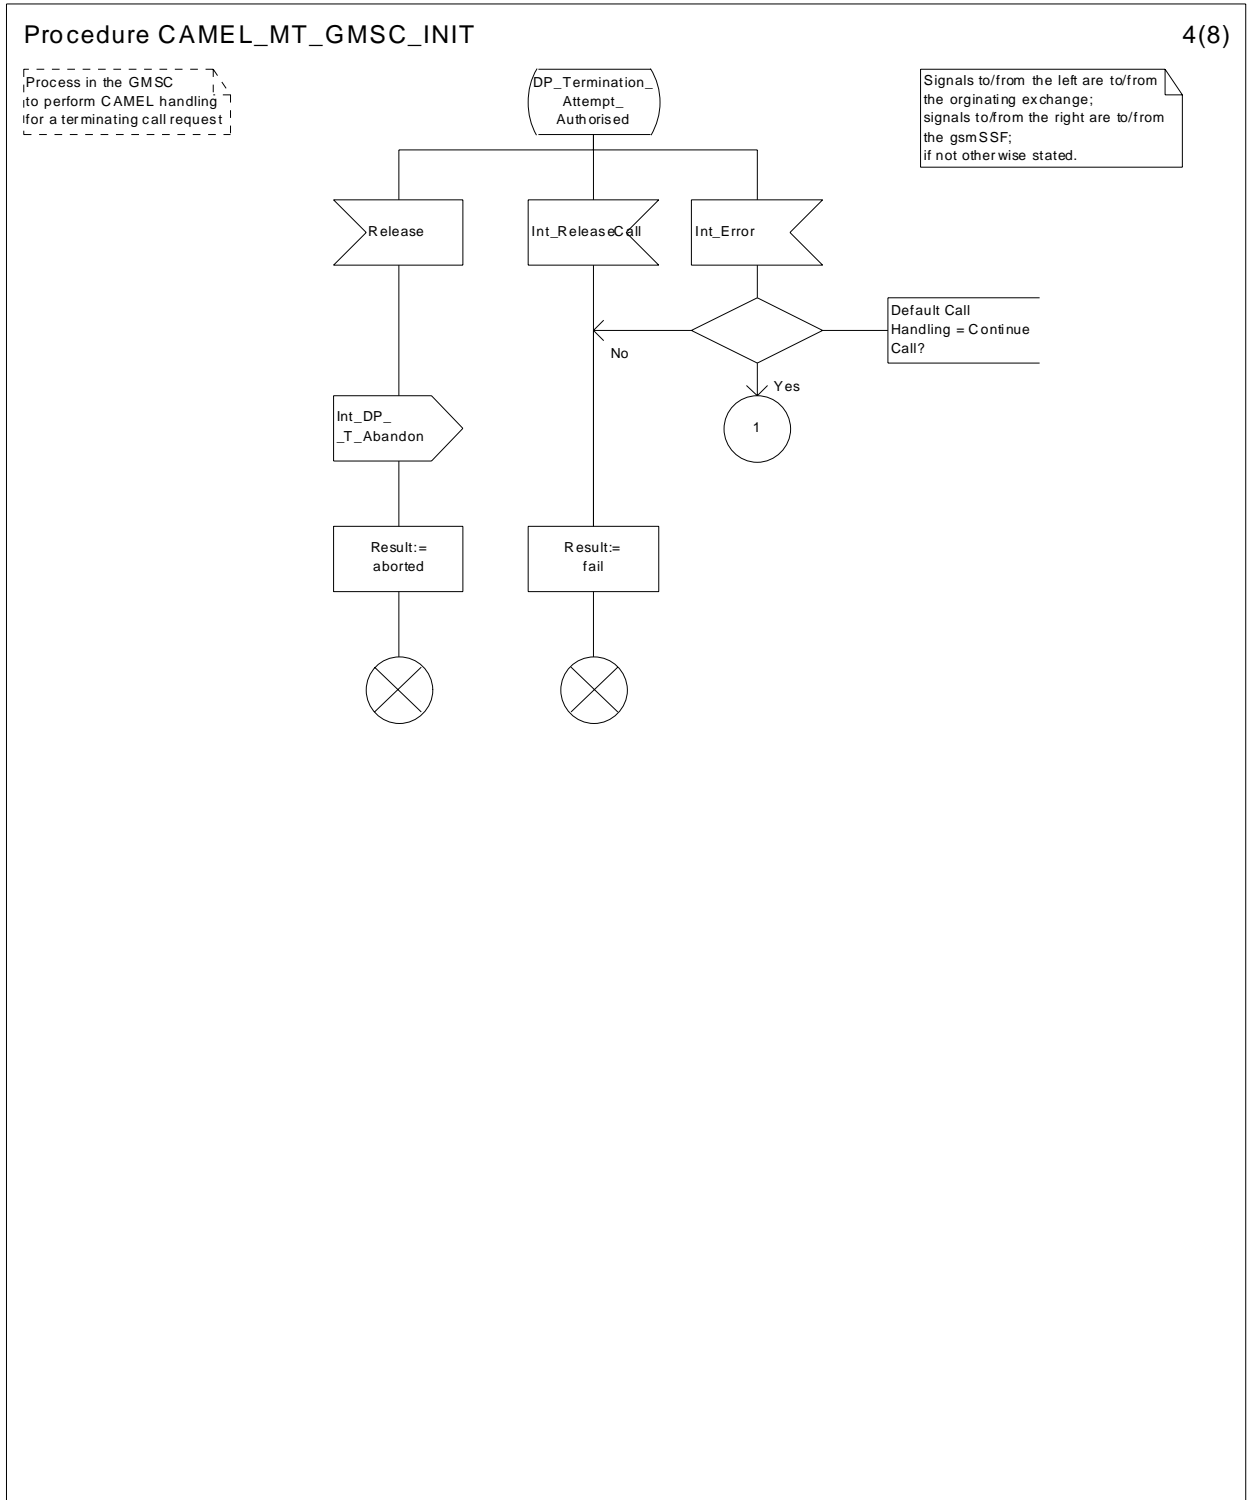 Procedure CAMEL_MT_GMSC_INIT
4(8)
Process in the GMSC
to perform CAMEL handling
for a terminating call request
DP_Termination_
Attempt_
Authorised
Signals to/from the left are to/from
the orginating exchange;
signals to/from the right are to/from
the gsmSSF;
if not otherwise stated.
Release
Int_ReleaseCall
Int_Error
Default Call
Handling = Continue
Call?
No
Yes
1
Int_DP_
_T_Abandon
Result:=
aborted
Result:=
fail